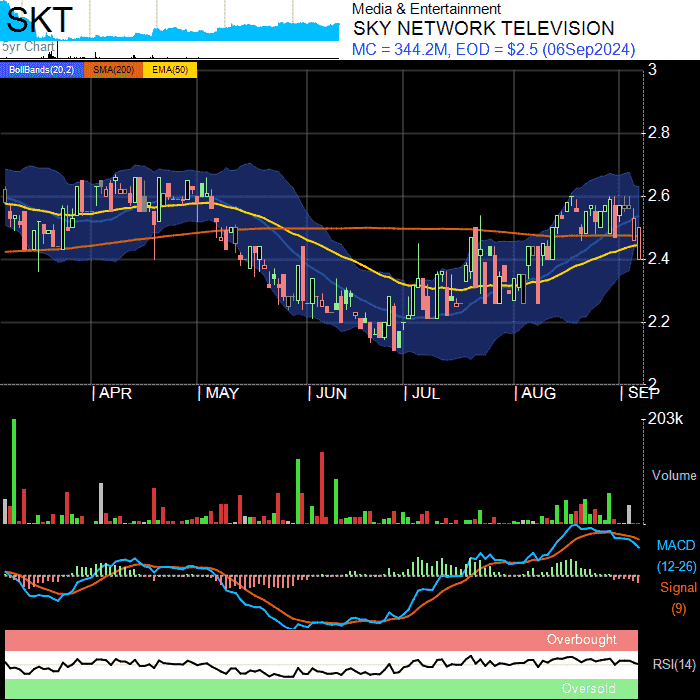 SKT
5yr Chart
Media & Entertainment
SKY NETWORK TELEVISION
MC = 344.2M, EOD = $2.5 (06Sep2024)
BollBands(20,2) SMA(200) EMA(50)
3
2.8
2.6
2.4
2.2
2
APR MAY JUN JUL AUG SEP
203k
Volume
MACD
(12-26)
Signal
(9)
Overbought
RSI(14)
Oversold